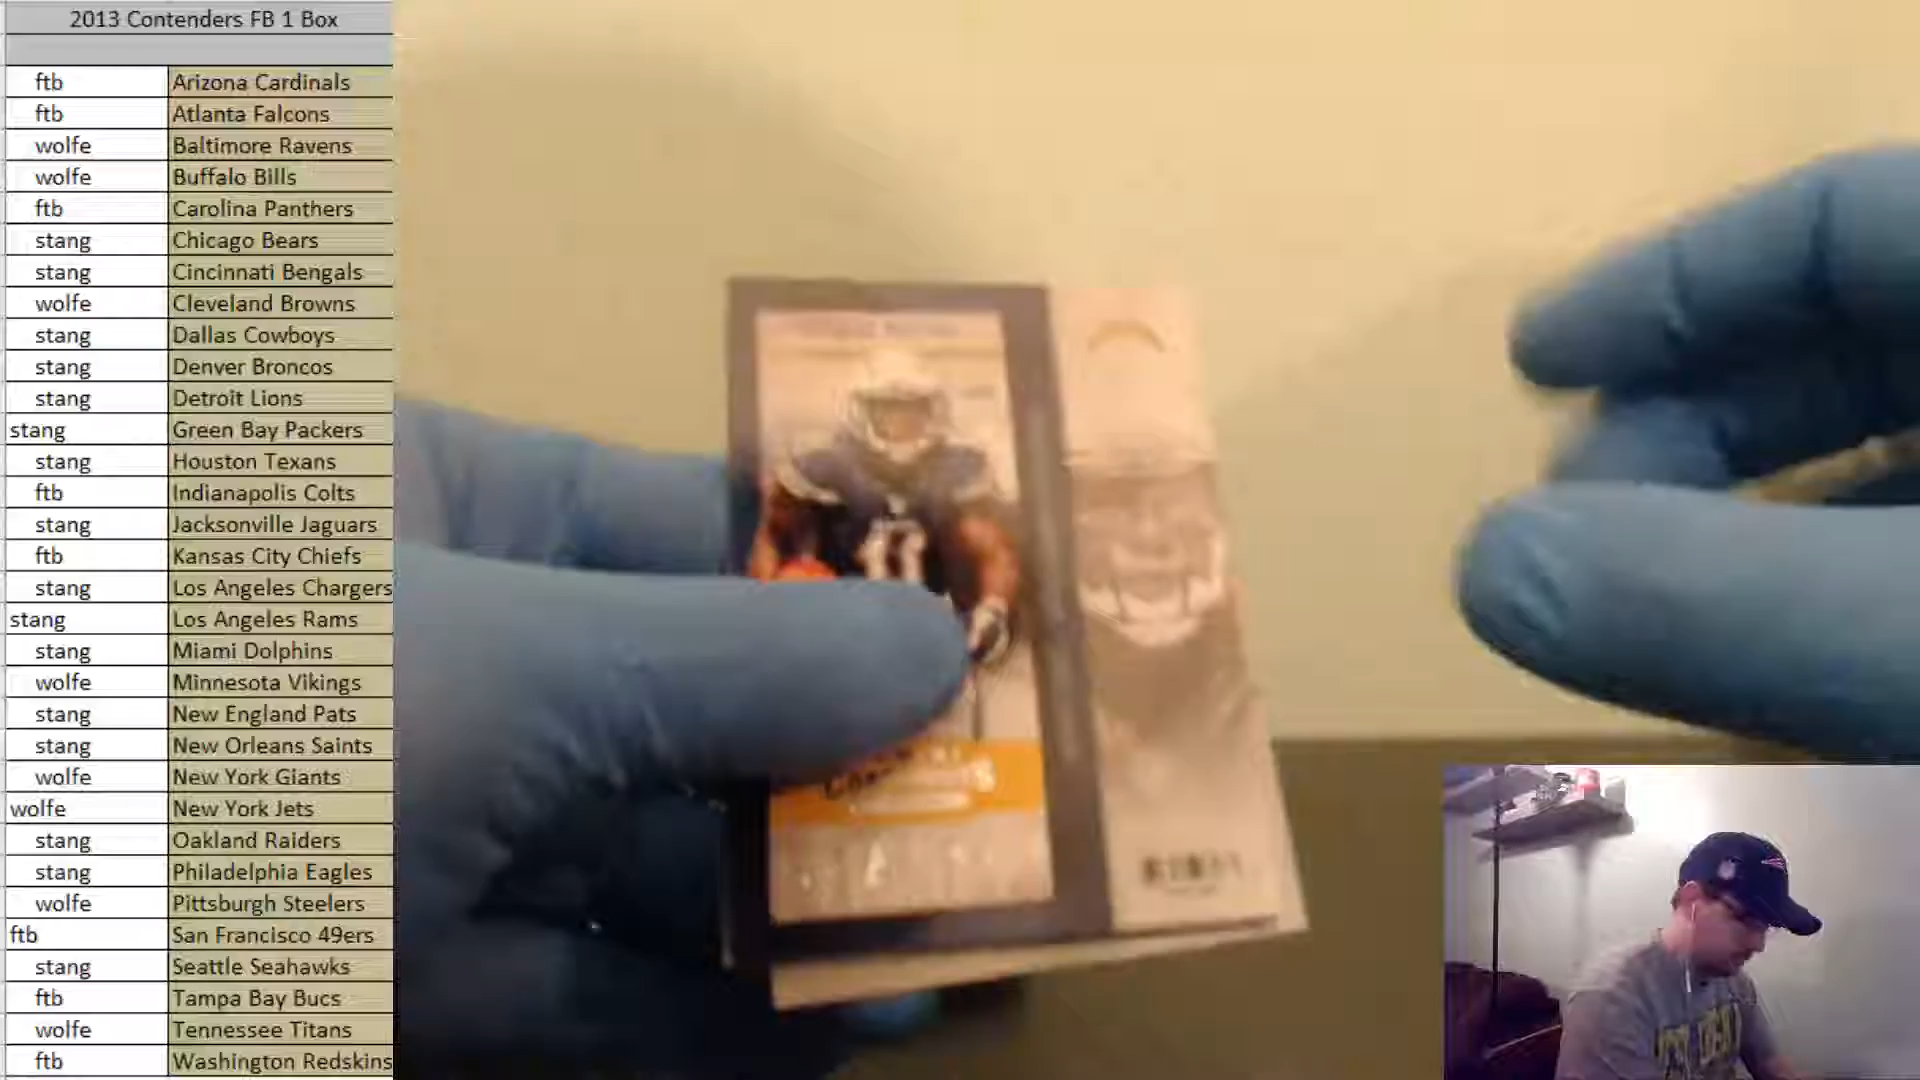 2013 Contenders FB 1 Box
ftb Arizona Cardinals
ftb Atlanta Falcons
wolfe Baltimore Ravens
wolfe Buffalo Bills
ftb Carolina Panthers
stang Chicago Bears
stang Cincinnati Bengals
wolfe Cleveland Browns
stang Dallas Cowboys
stang Denver Broncos
stang Detroit Lions
stang Green Bay Packers
stang Houston Texans
ftb Indianapolis Colts
stang Jacksonville Jaguars
ftb Kansas City Chiefs
stang Los Angeles Chargers
stang Los Angeles Rams
stang Miami Dolphins
wolfe Minnesota Vikings
stang New England Pats
stang New Orleans Saints
wolfe New York Giants
wolfe New York Jets
stang Oakland Raiders
stang Philadelphia Eagles
wolfe Pittsburgh Steelers
ftb San Francisco 49ers
stang Seattle Seahawks
ftb Tampa Bay Bucs
wolfe Tennessee Titans
ftb Washington Redskins